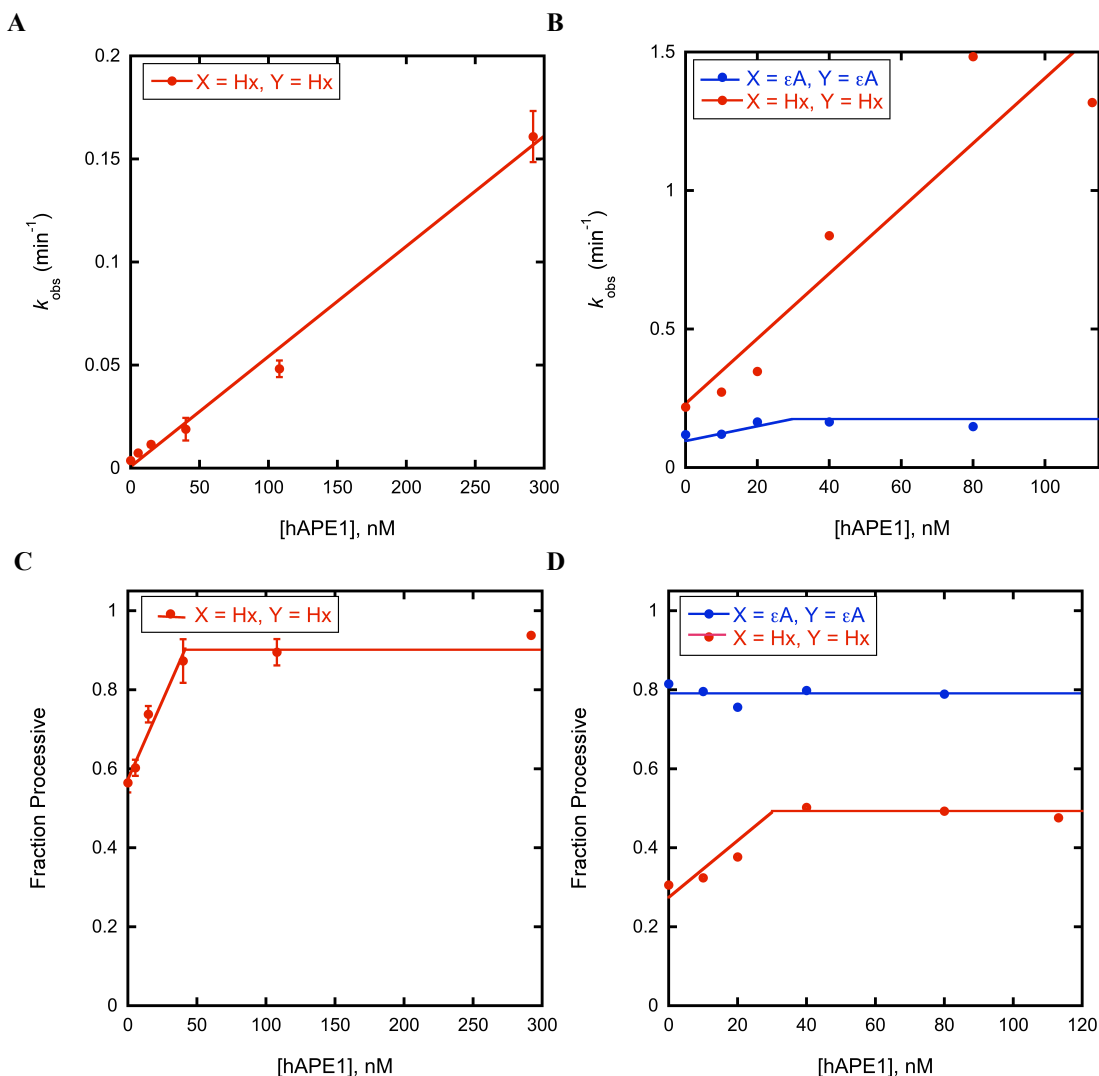 A
0.2
0.15
0.1
0.05
0
k obs (min-1)
X = Hx, Y = Hx
0 50 100 150 200 250 300
[hAPE1], nM
B
1.5
1
0.5
0
k obs (min-1)
X = εA, Y = εA
X = Hx, Y = Hx
0 20 40 60 80 100
[hAPE1], nM
C
1
0.8
0.6
0.4
0.2
0
Fraction Processive
X = Hx, Y = Hx
0 50 100 150 200 250 300
[hAPE1], nM
D
1
0.8
0.6
0.4
0.2
0
Fraction Processive
X = εA, Y = εA
X = Hx, Y = Hx
0 20 40 60 80 100 120
[hAPE1], nM